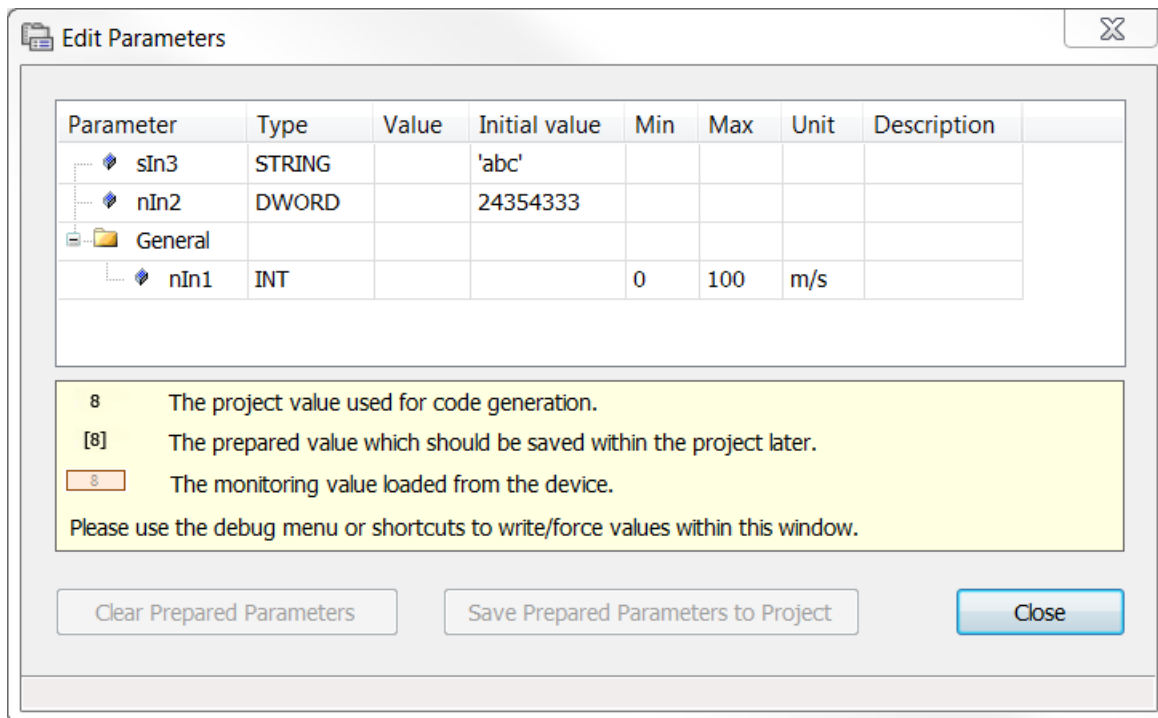 Edit Parameters
Parameter Type Value Initial value Min Max Unit Description
sIn3 STRING 'abc'
nIn2 DWORD 24354333
General
nIn1 INT 0 100 m/s
8 The project value used for code generation.
[8] The prepared value which should be saved within the project later.
8 The monitoring value loaded from the device.
Please use the debug menu or shortcuts to write/force values within this window.
Clear Prepared Parameters Save Prepared Parameters to Project Close